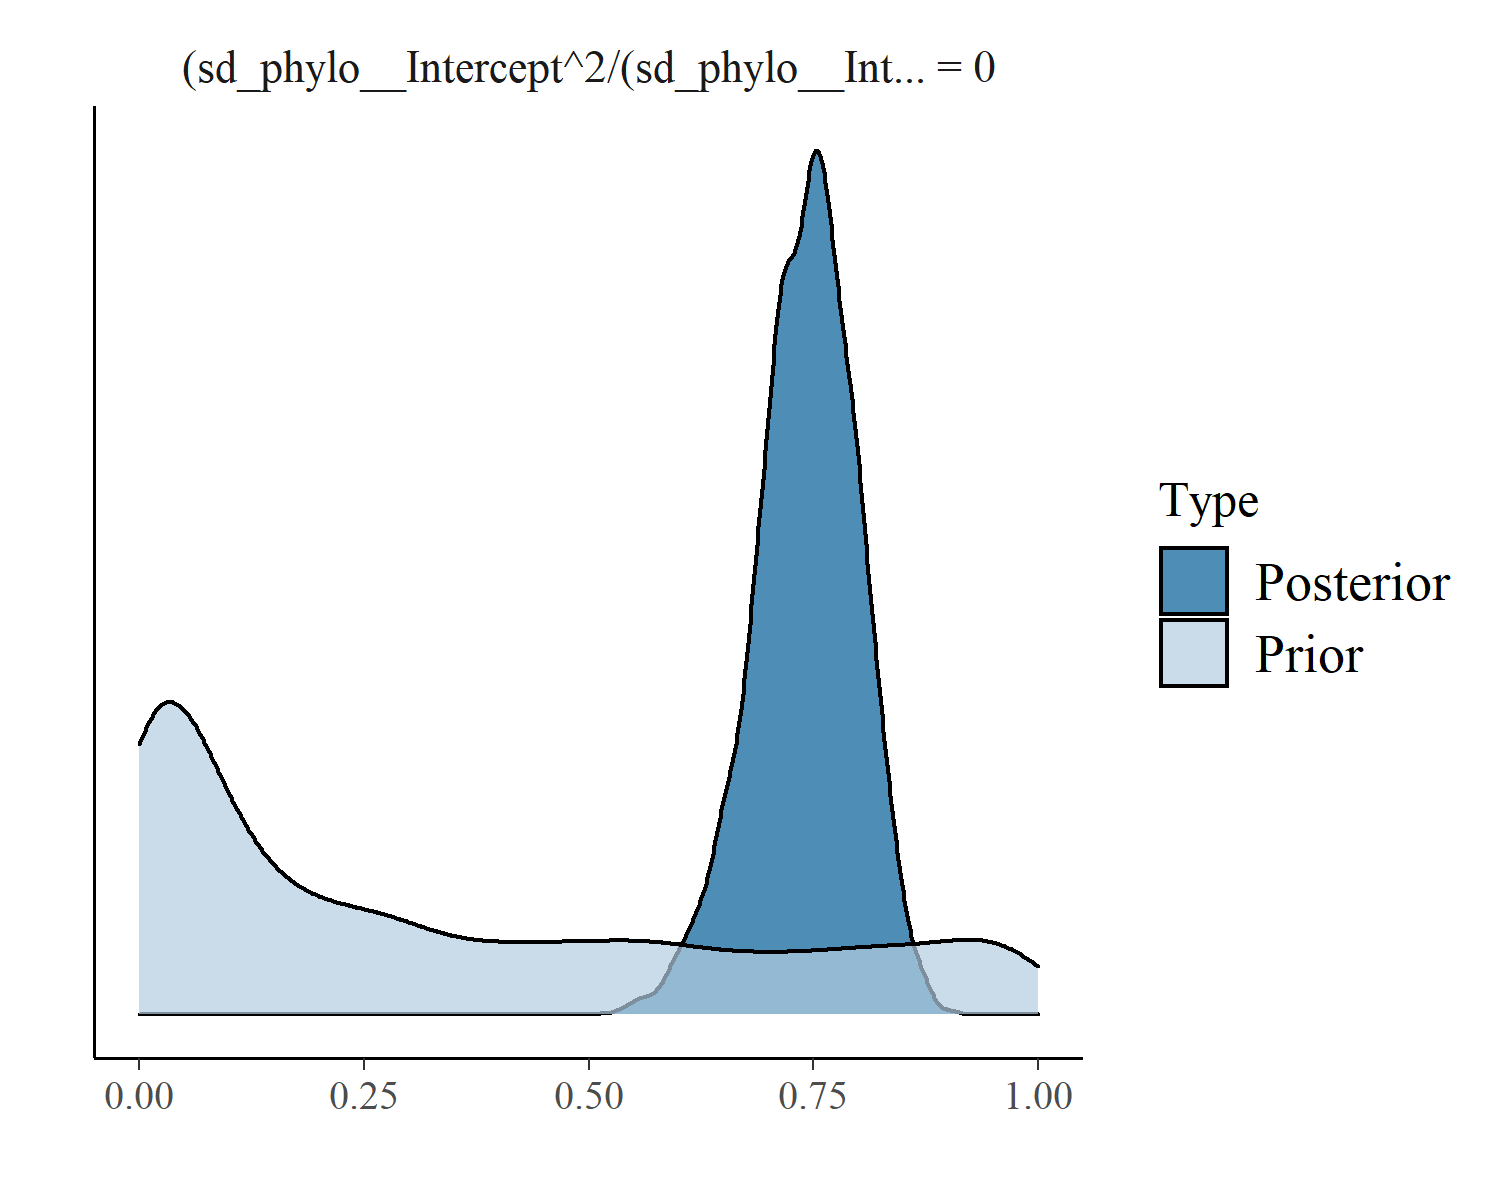 (sd_phylo__Intercept^2/(sd_phylo__Int... = 0
Type
Posterior
Prior
0.00 0.25 0.50 0.75 1.00